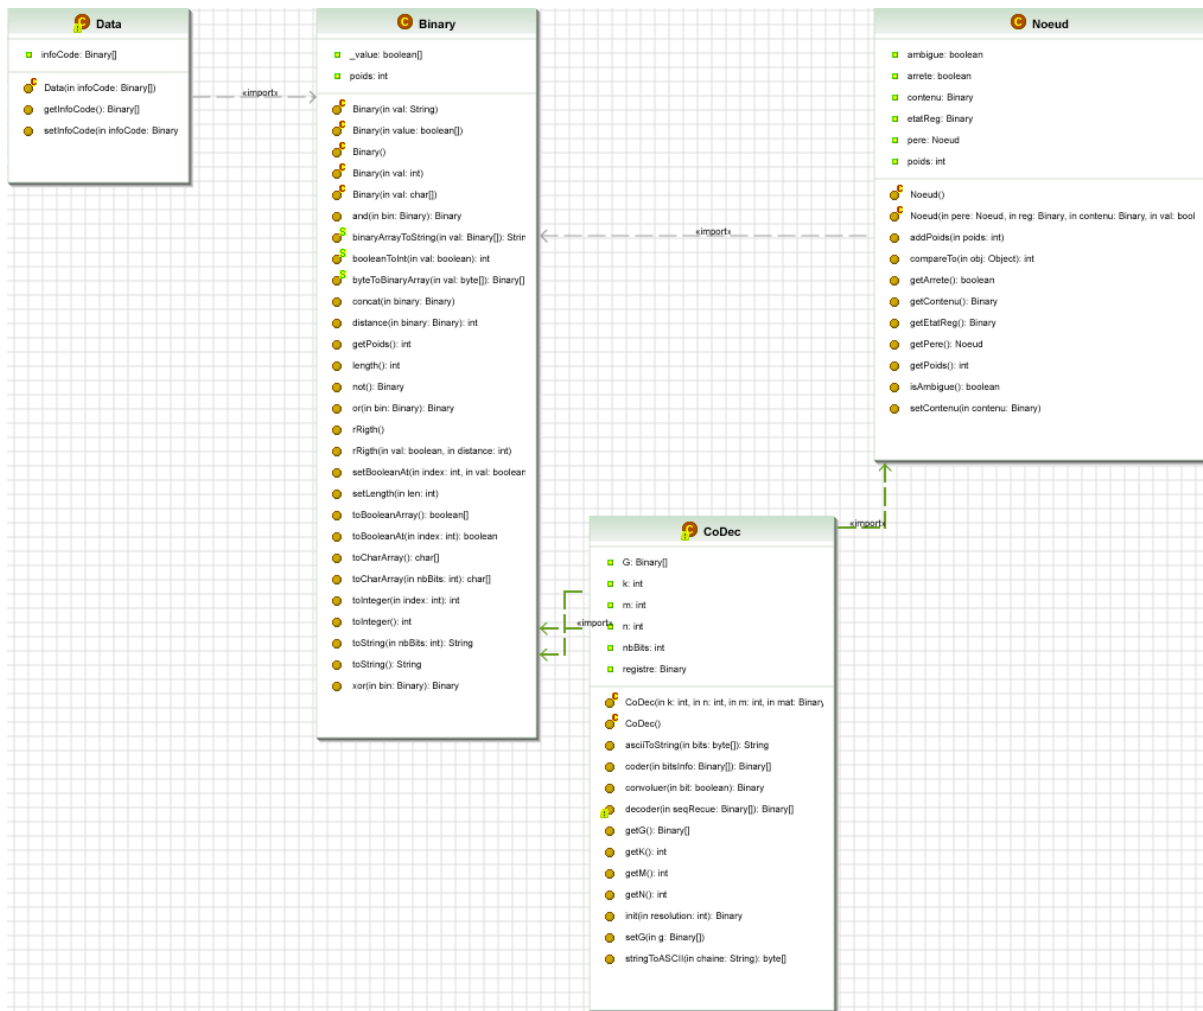 Data
infoCode: Binary[]
Data(in infoCode: Binary[])
getInfoCode(): Binary[]
setInfoCode(in infoCode: Binary
«import»
Binary
_value: boolean[]
poids: int
Binary(in val: String)
Binary(in value: boolean[])
Binary()
Binary(in val: int)
Binary(in val: char[])
and(in bin: Binary): Binary
binaryArrayToString(in val: Binary[]): Strin
booleanToInt(in val: boolean): int
byteToBinaryArray(in val: byte[]): Binary[]
concat(in binary: Binary)
distance(in binary: Binary): int
getPoids(): int
length(): int
not(): Binary
or(in bin: Binary): Binary
rRigth()
rRigth(in val: boolean, in distance: int)
setBooleanAt(in index: int, in val: boolean
setLength(in len: int)
toBooleanArray(): boolean[]
toBooleanAt(in index: int): boolean
toCharArray(): char[]
toCharArray(in nbBits: int): char[]
toInteger(in index: int): int
toInteger(): int
toString(in nbBits: int): String
toString(): String
xor(in bin: Binary): Binary
«import»
Noeud
ambigue: boolean
arrete: boolean
contenu: Binary
etatReg: Binary
pere: Noeud
poids: int
Noeud()
Noeud(in pere: Noeud, in reg: Binary, in contenu: Binary, in val: bool
addPoids(in poids: int)
compareTo(in obj: Object): int
getArrete(): boolean
getContenu(): Binary
getEtatReg(): Binary
getPere(): Noeud
getPoids(): int
isAmbigue(): boolean
setContenu(in contenu: Binary)
«import»
«import»
CoDec
G: Binary[]
k: int
m: int
n: int
nbBits: int
registre: Binary
CoDec(in k: int, in n: int, in m: int, in mat: Binary
CoDec()
asciiToString(in bits: byte[]): String
coder(in bitsInfo: Binary[]): Binary[]
convoluer(in bit: boolean): Binary
decoder(in seqRecue: Binary[]): Binary[]
getG(): Binary[]
getK(): int
getM(): int
getN(): int
init(in resolution: int): Binary
setG(in g: Binary[])
stringToASCII(in chaine: String): byte[]